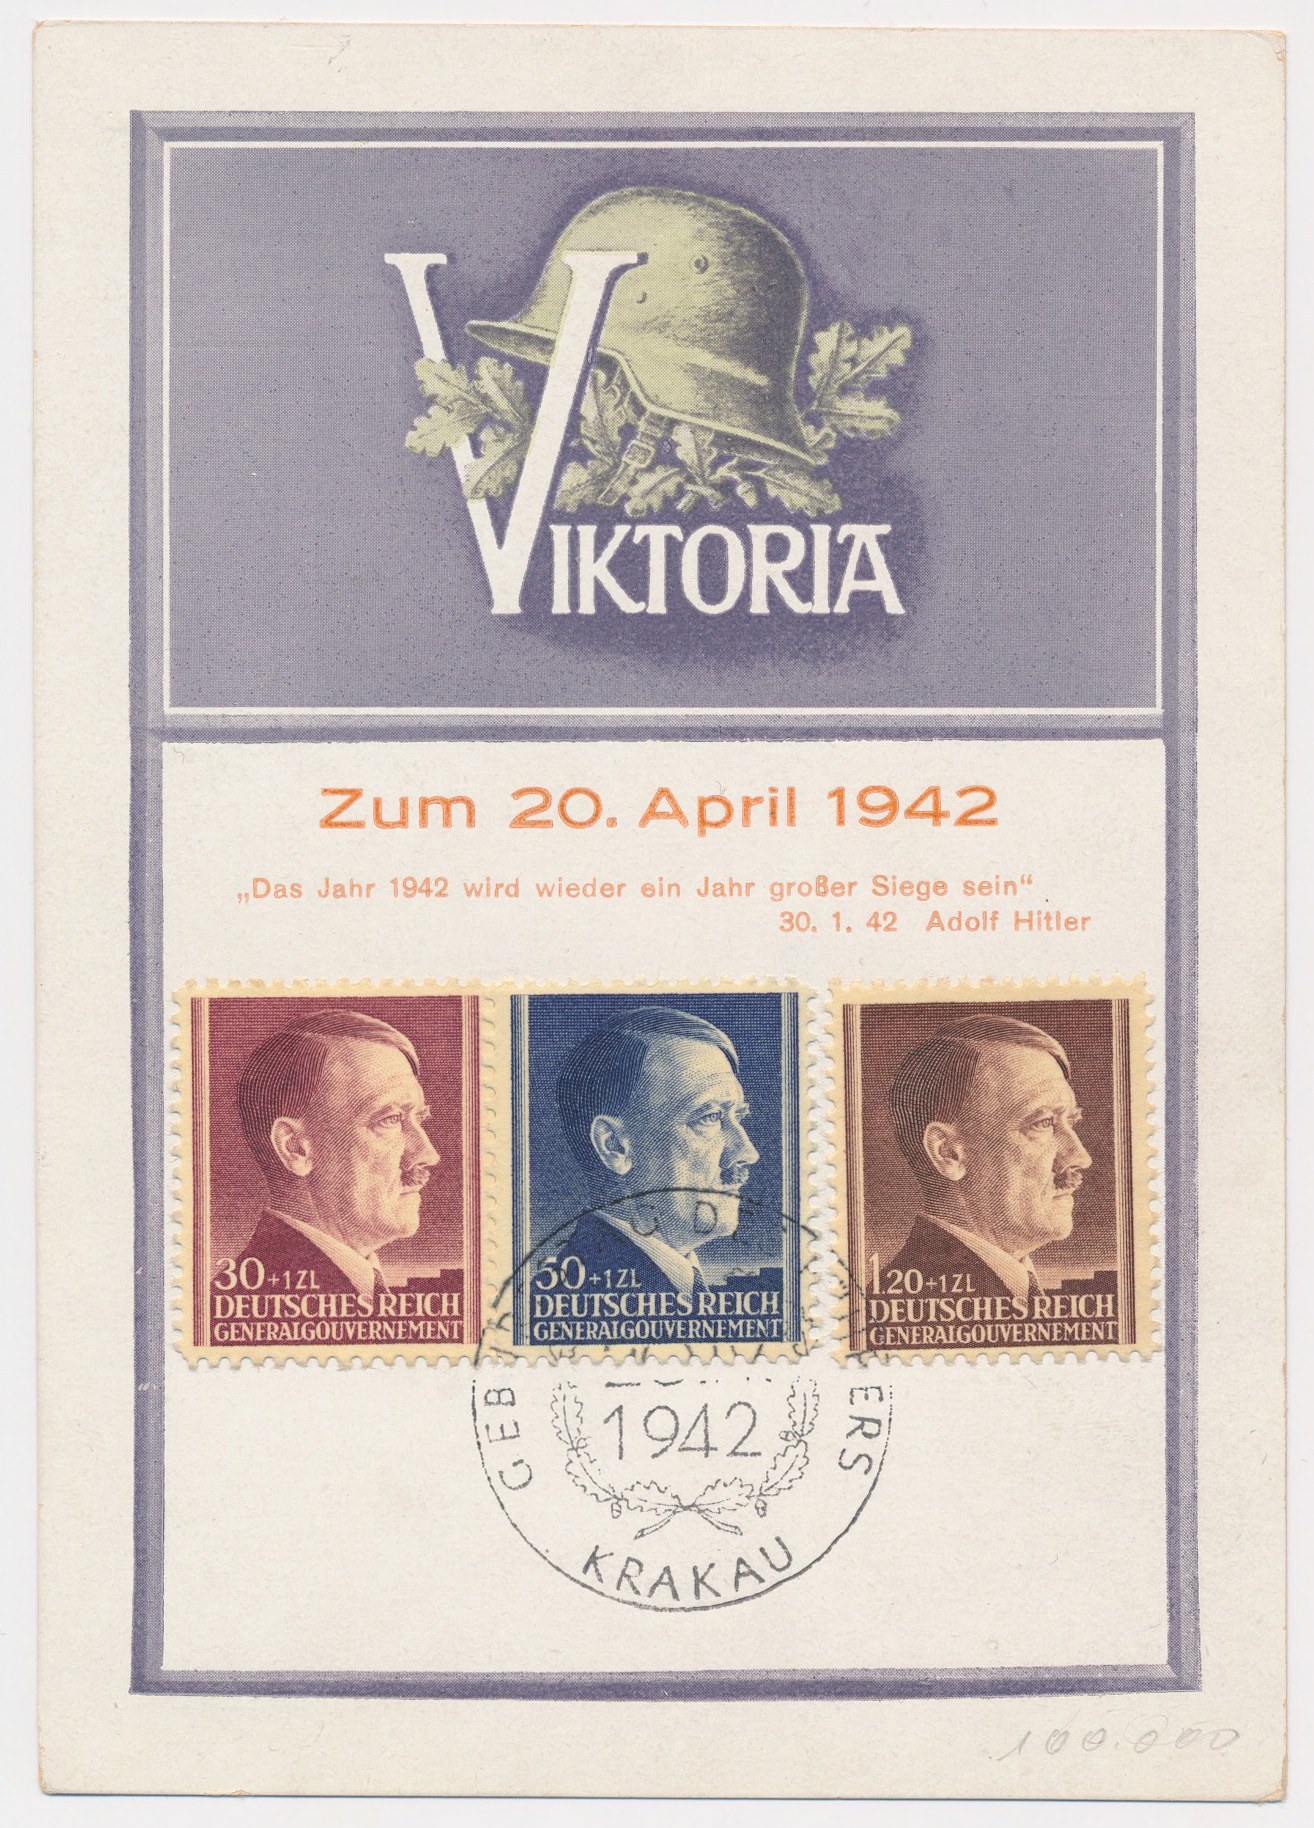 VIKTORIA
Zum 20. April 1942
„Das Jahr 1942 wird wieder ein Jahr großer Siege sein“
30. 1. 42 Adolf Hitler
30+1ZL
DEUTSCHES REICH
GENERALGOUVERNEMENT
50+1ZL
DEUTSCHES REICH
GENERALGOUVERNEMENT
1.20+1ZL
DEUTSCHES REICH
GENERALGOUVERNEMENT
1942
KRAKAU
100.000